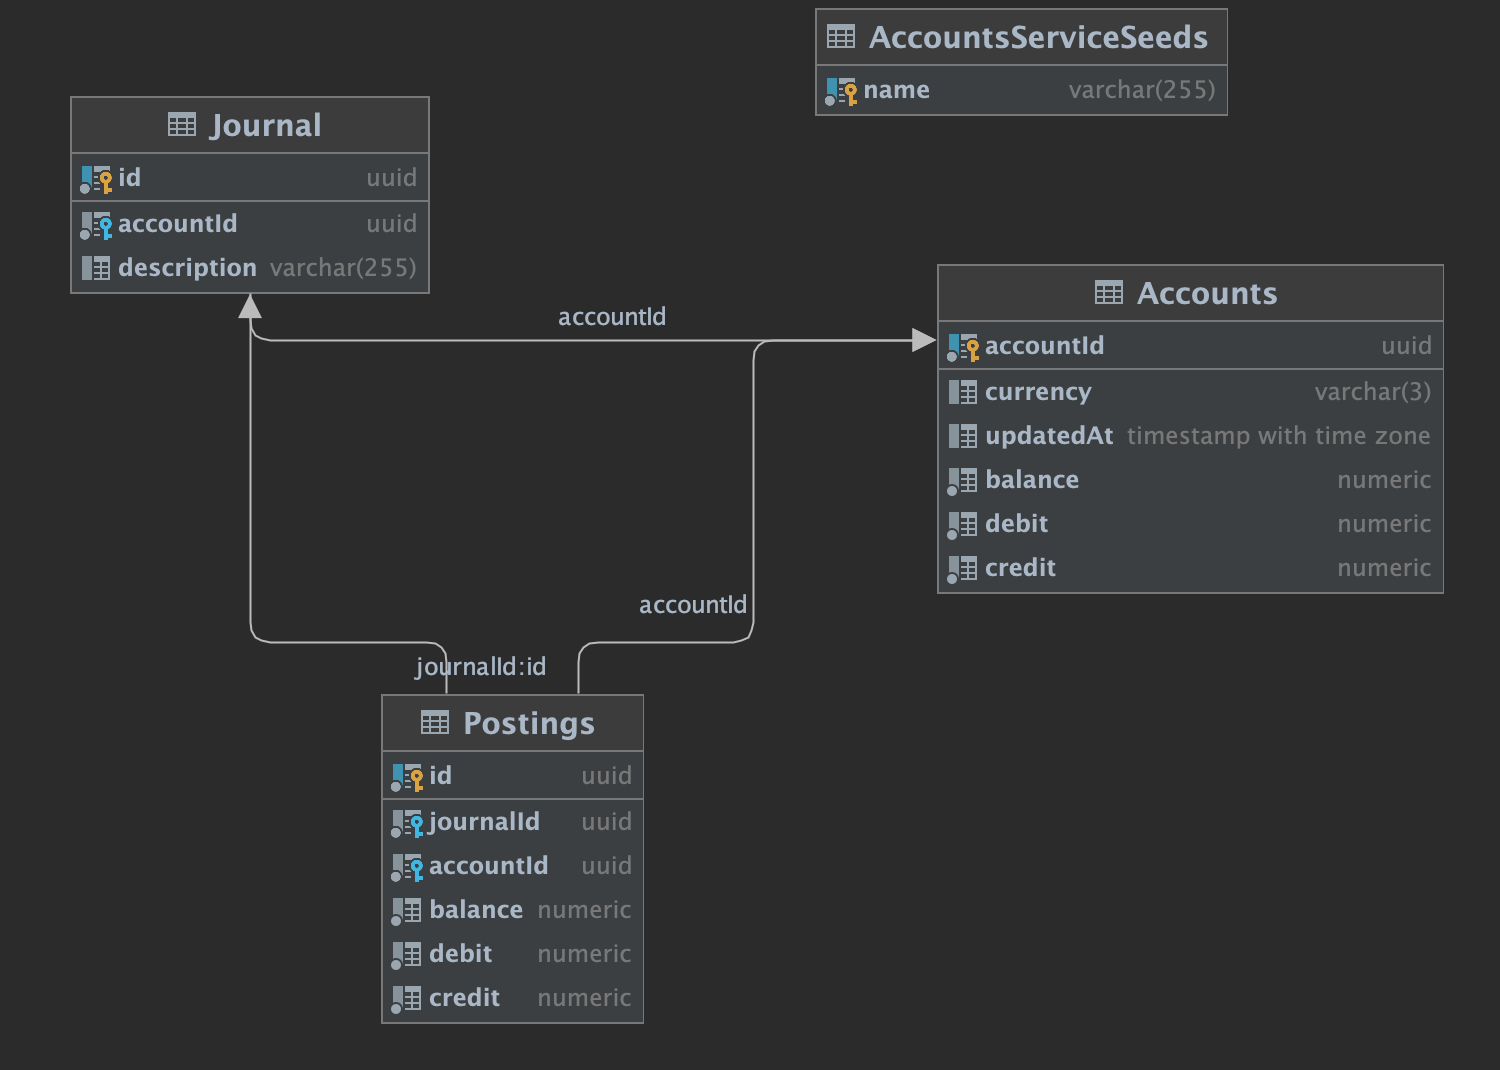 AccountsServiceSeeds
name varchar(255)
Journal
id uuid
accountId uuid
description varchar(255)
accountId
Accounts
accountId uuid
currency varchar(3)
updatedAt timestamp with time zone
balance numeric
debit numeric
credit numeric
accountId
journalId:id
Postings
id uuid
journalId uuid
accountId uuid
balance numeric
debit numeric
credit numeric